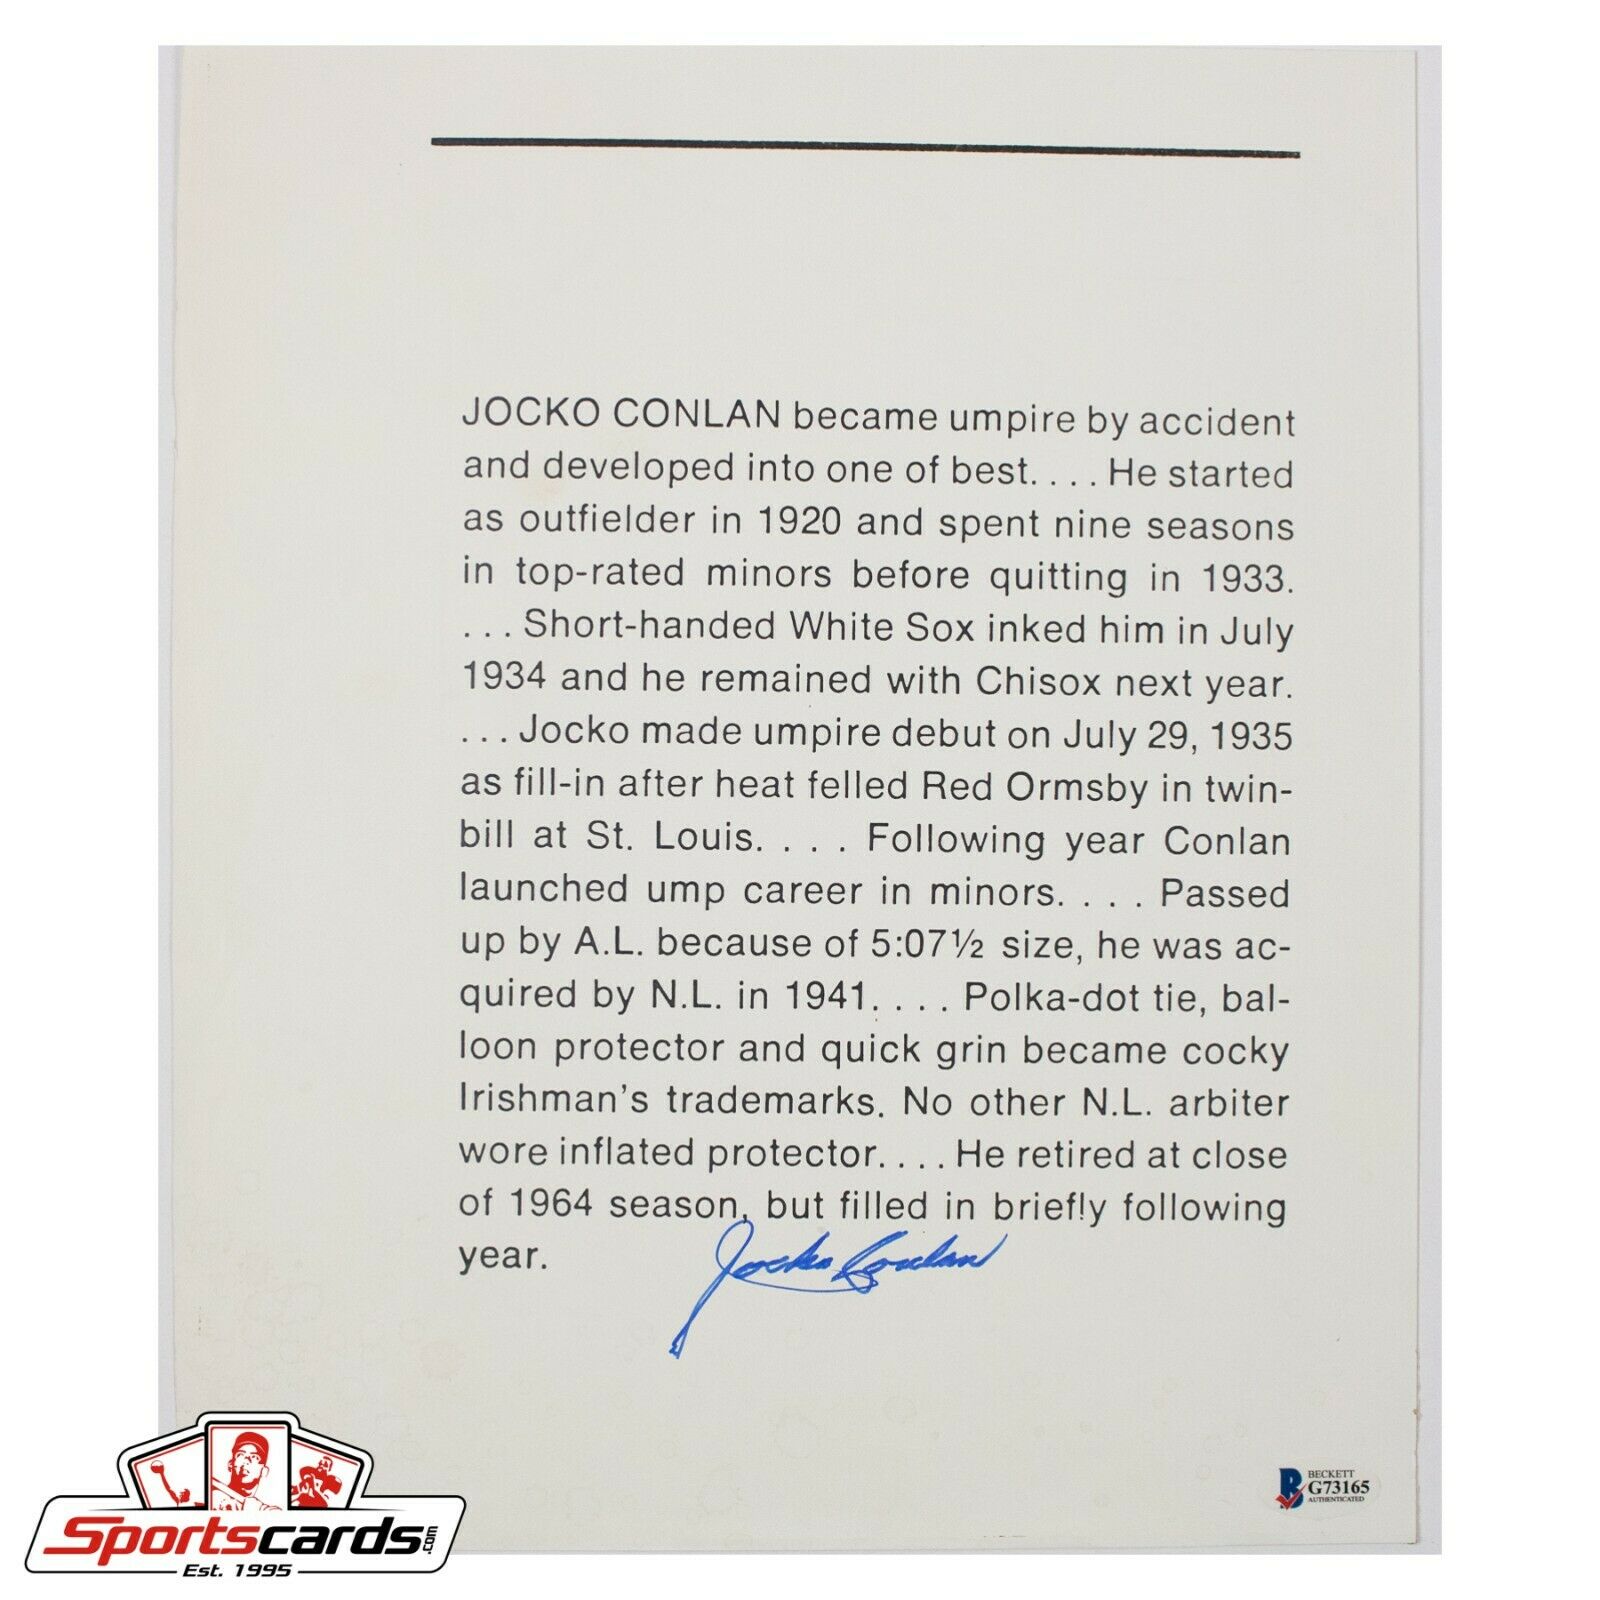 JOCKO CONLAN became umpire by accident
and developed into one of best. . . . He started
as outfielder in 1920 and spent nine seasons
in top-rated minors before quitting in 1933.
. . . Short-handed White Sox inked him in July
1934 and he remained with Chisox next year.
. . . Jocko made umpire debut on July 29, 1935
as fill-in after heat felled Red Ormsby in twin-
bill at St. Louis. . . . Following year Conlan
launched ump career in minors. . . . Passed
up by A.L. because of 5:07½ size, he was ac-
quired by N.L. in 1941. . . . Polka-dot tie, bal-
loon protector and quick grin became cocky
Irishman's trademarks. No other N.L. arbiter
wore inflated protector. . . . He retired at close
of 1964 season, but filled in briefly following
year.
Jocko Conlan
BECKETT
G73165
AUTHENTICATED
Sportscards.com
Est. 1995